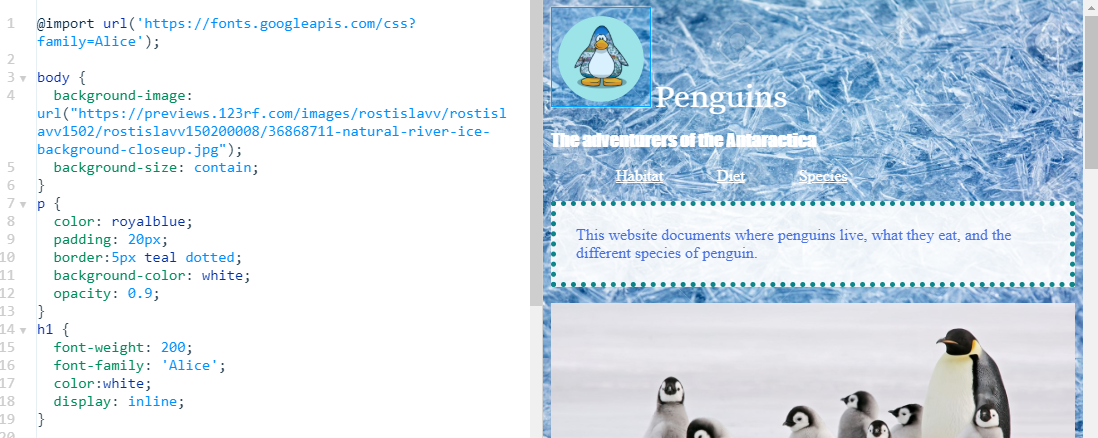 1 @import url('https://fonts.googleapis.com/css?
family=Alice');
2
3 body {
4 background-image:
url("https://previews.123rf.com/images/rostislavv/rostisl
avv1502/rostislavv150200008/36868711-natural-river-ice-
background-closeup.jpg");
5 background-size: contain;
6 }
7 p {
8 color: royalblue;
9 padding: 20px;
10 border:5px teal dotted;
11 background-color: white;
12 opacity: 0.9;
13 }
14 h1 {
15 font-weight: 200;
16 font-family: 'Alice';
17 color:white;
18 display: inline;
19 }
20
Penguins
The adventurers of the Antaractica
Habitat Diet Species
This website documents where penguins live, what they eat, and the
different species of penguin.